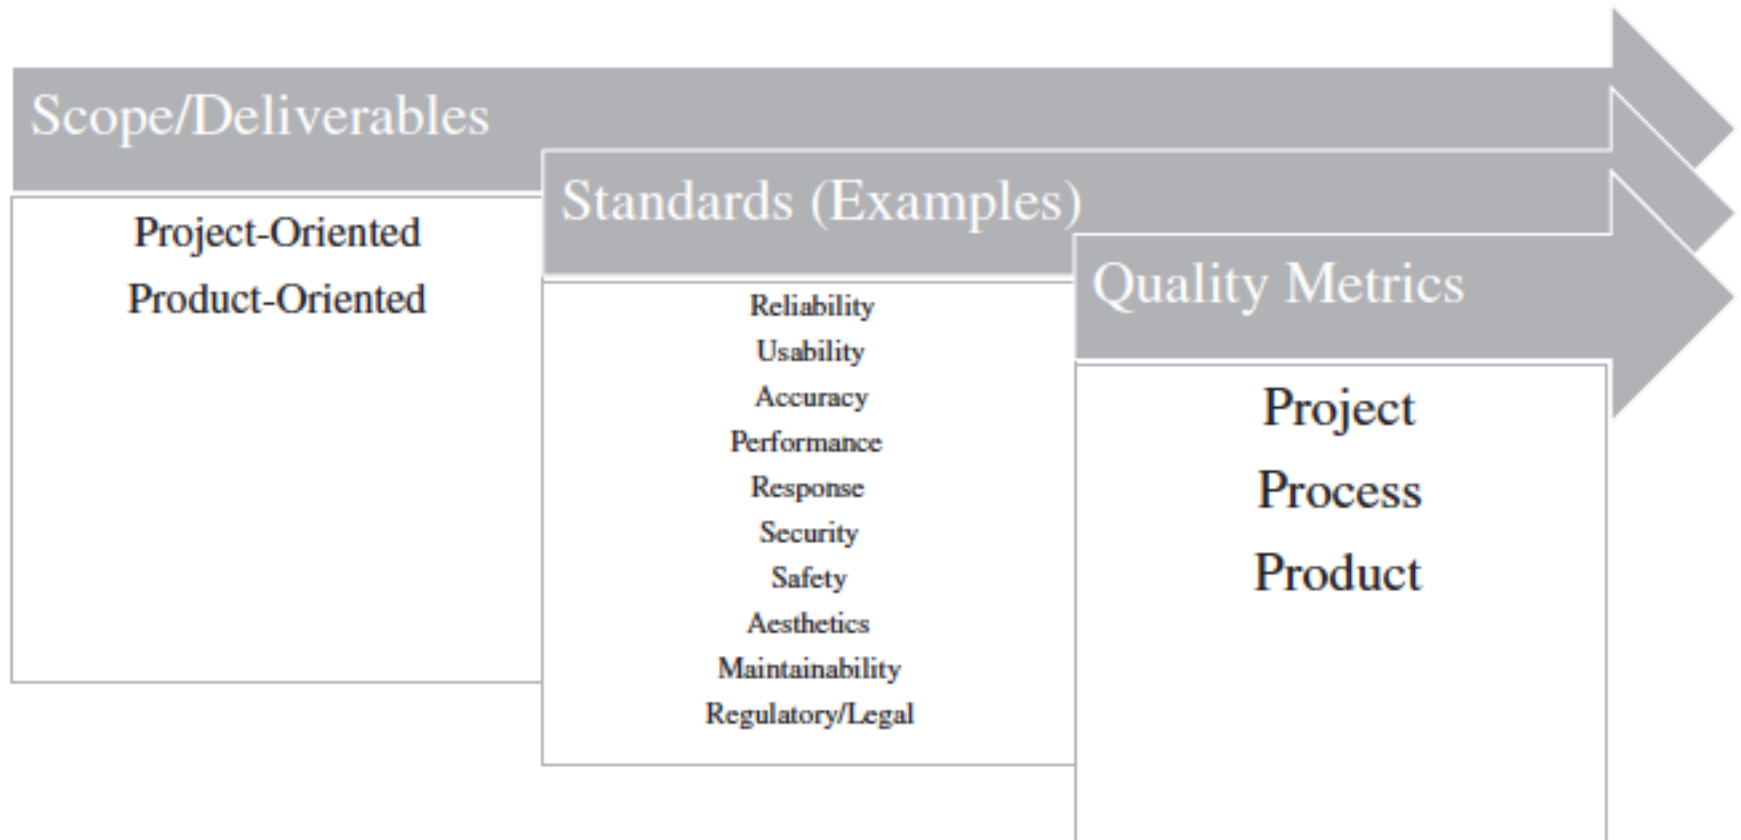 Scope/Deliverables
Project-Oriented
Product-Oriented
Standards (Examples)
Reliability
Usability
Accuracy
Performance
Response
Security
Safety
Aesthetics
Maintainability
Regulatory/Legal
Quality Metrics
Project
Process
Product